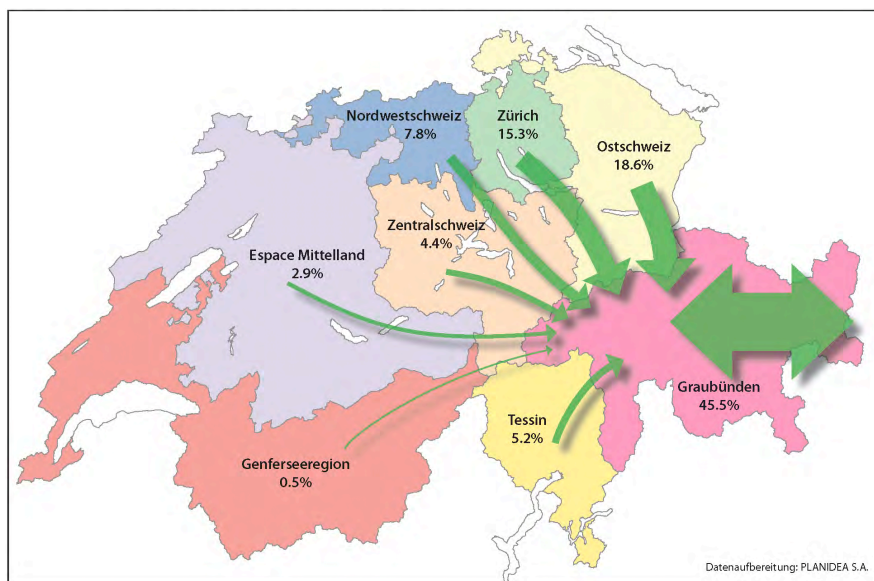 Nordwestschweiz
7.8%
Zürich
15.3%
Ostschweiz
18.6%
Zentralschweiz
4.4%
Espace Mittelland
2.9%
Graubünden
45.5%
Tessin
5.2%
Genferseeregion
0.5%
Datenaufbereitung: PLANIDEA S.A.